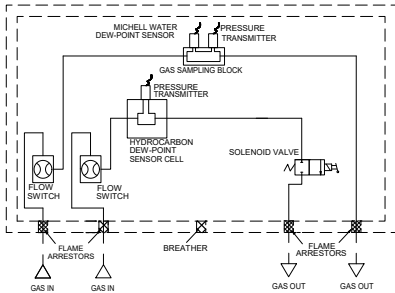 MICHELL WATER
DEW-POINT SENSOR
PRESSURE
TRANSMITTER
GAS SAMPLING BLOCK
PRESSURE
TRANSMITTER
HYDROCARBON
DEW-POINT
SENSOR CELL
SOLENOID VALVE
FLOW
SWITCH
FLOW
SWITCH
FLAME
ARRESTORS
BREATHER
FLAME
ARRESTORS
GAS IN
GAS IN
GAS OUT
GAS OUT